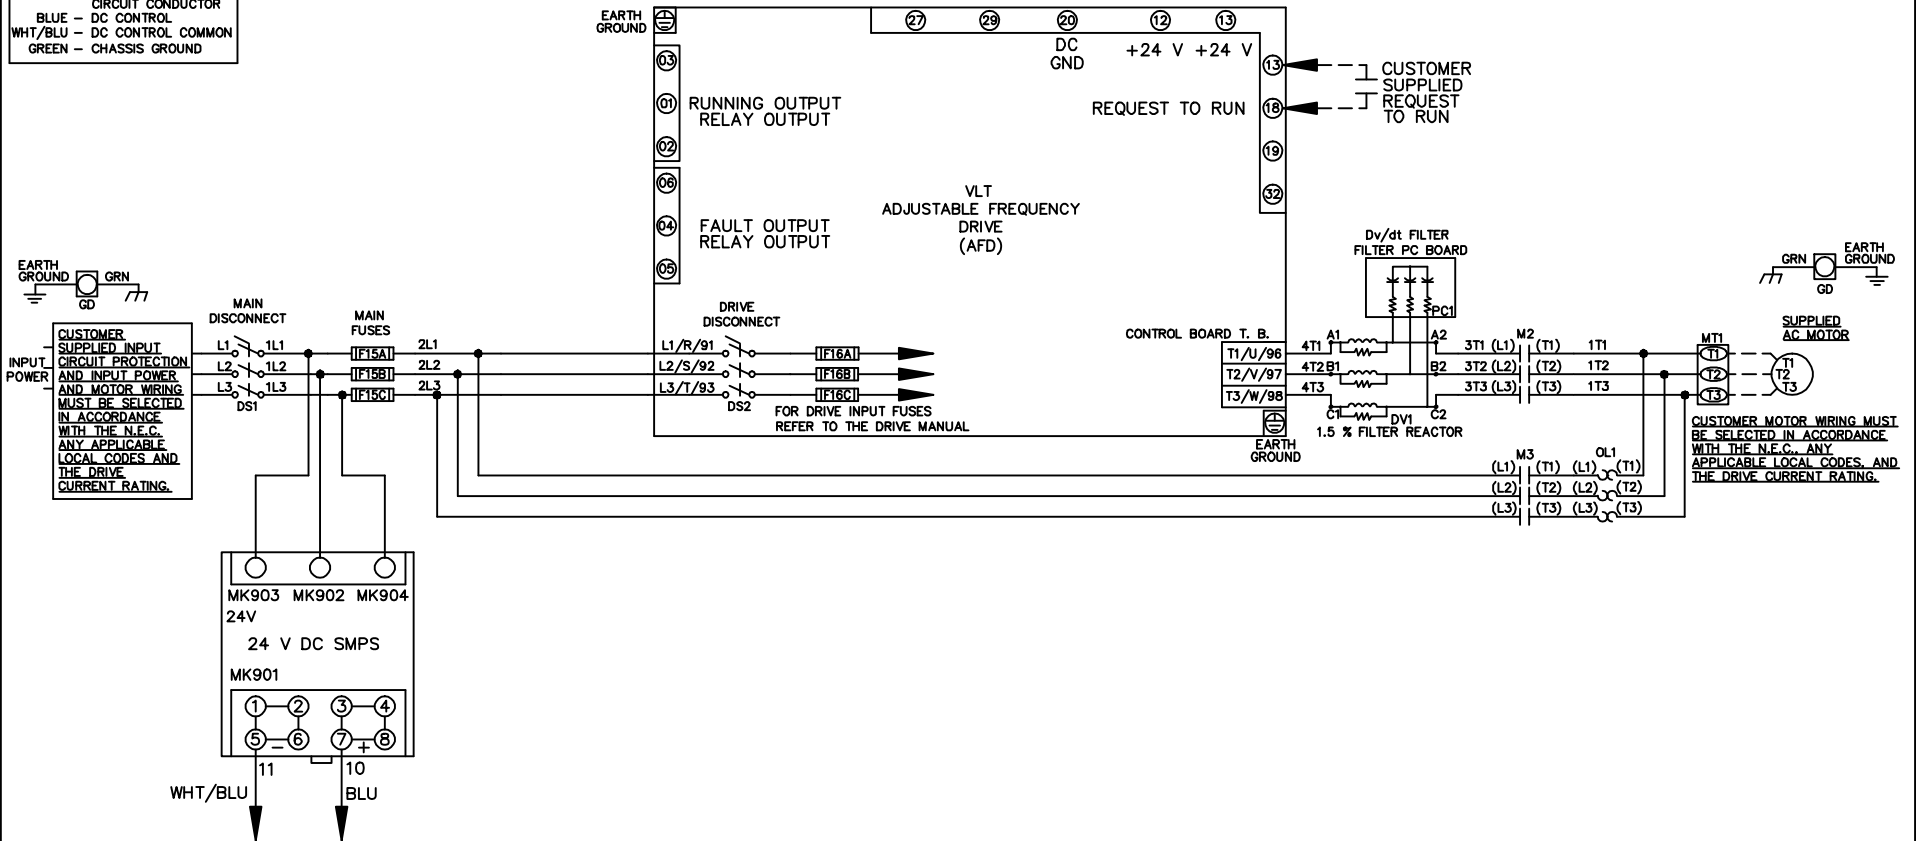 CIRCUIT CONDUCTOR
BLUE – DC CONTROL
WHT/BLU – DC CONTROL COMMON
GREEN – CHASSIS GROUND
EARTH
GROUND
27 29 20 12 13
DC
GND
+24 V +24 V
03
01
02
RUNNING OUTPUT
RELAY OUTPUT
06
04
05
FAULT OUTPUT
RELAY OUTPUT
REQUEST TO RUN
13
18
19
32
CUSTOMER
SUPPLIED
REQUEST
TO RUN
VLT
ADJUSTABLE FREQUENCY
DRIVE
(AFD)
EARTH
GROUND
GRN
GD
INPUT
POWER
CUSTOMER
SUPPLIED INPUT
CIRCUIT PROTECTION
AND INPUT POWER
AND MOTOR WIRING
MUST BE SELECTED
IN ACCORDANCE
WITH THE N.E.C.
ANY APPLICABLE
LOCAL CODES AND
THE DRIVE
CURRENT RATING.
MAIN
DISCONNECT
L1 1L1
L2 1L2
L3 1L3
DS1
MAIN
FUSES
F15A
F15B
F15C
2L1
2L2
2L3
L1/R/91
L2/S/92
L3/T/93
DRIVE
DISCONNECT
DS2
F16A
F16B
F16C
FOR DRIVE INPUT FUSES
REFER TO THE DRIVE MANUAL
CONTROL BOARD T. B.
T1/U/96
T2/V/97
T3/W/98
EARTH
GROUND
Dv/dt FILTER
FILTER PC BOARD
PC1
4T1 A1 A2
4T2 B1 B2
4T3
C1 DV1 C2
1.5 % FILTER REACTOR
M2
3T1 (L1) (T1) 1T1
3T2 (L2) (T2) 1T2
3T3 (L3) (T3) 1T3
M3 OL1
(L1) (T1) (L1) (T1)
(L2) (T2) (L2) (T2)
(L3) (T3) (L3) (T3)
MT1
T1
T2
T3
GRN
EARTH
GROUND
GD
SUPPLIED
AC MOTOR
T1
T2
T3
CUSTOMER MOTOR WIRING MUST
BE SELECTED IN ACCORDANCE
WITH THE N.E.C., ANY
APPLICABLE LOCAL CODES, AND
THE DRIVE CURRENT RATING.
MK903 MK902 MK904
24V
24 V DC SMPS
MK901
1 2 3 4
5 – 6 7 + 8
11 10
WHT/BLU BLU